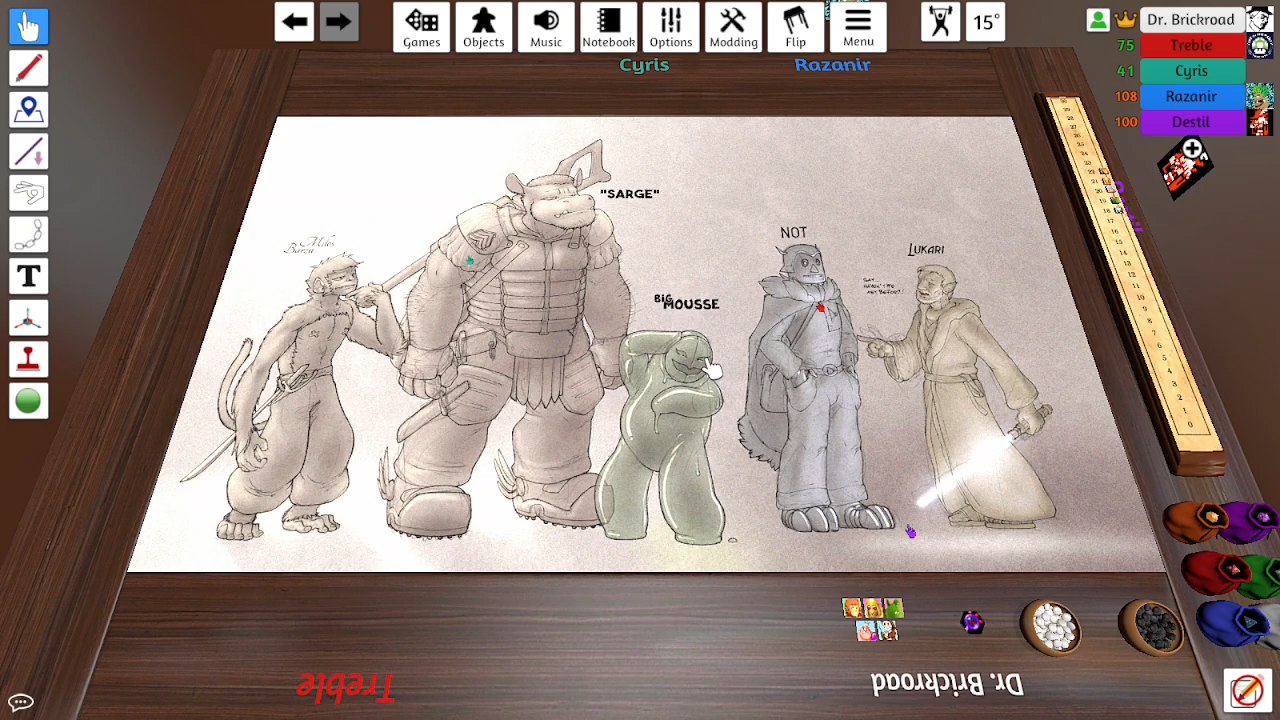 Games
Objects
Music
Notebook
Options
Modding
Flip
Menu
15°
Dr. Brickroad
75
Treble
41
Cyris
108
Razanir
100
Destil
Cyris
Razanir
"SARGE"
Miles
Barza
BIG
MOUSSE
NOT
LUKARI
T
Treble
Dr. Brickroad